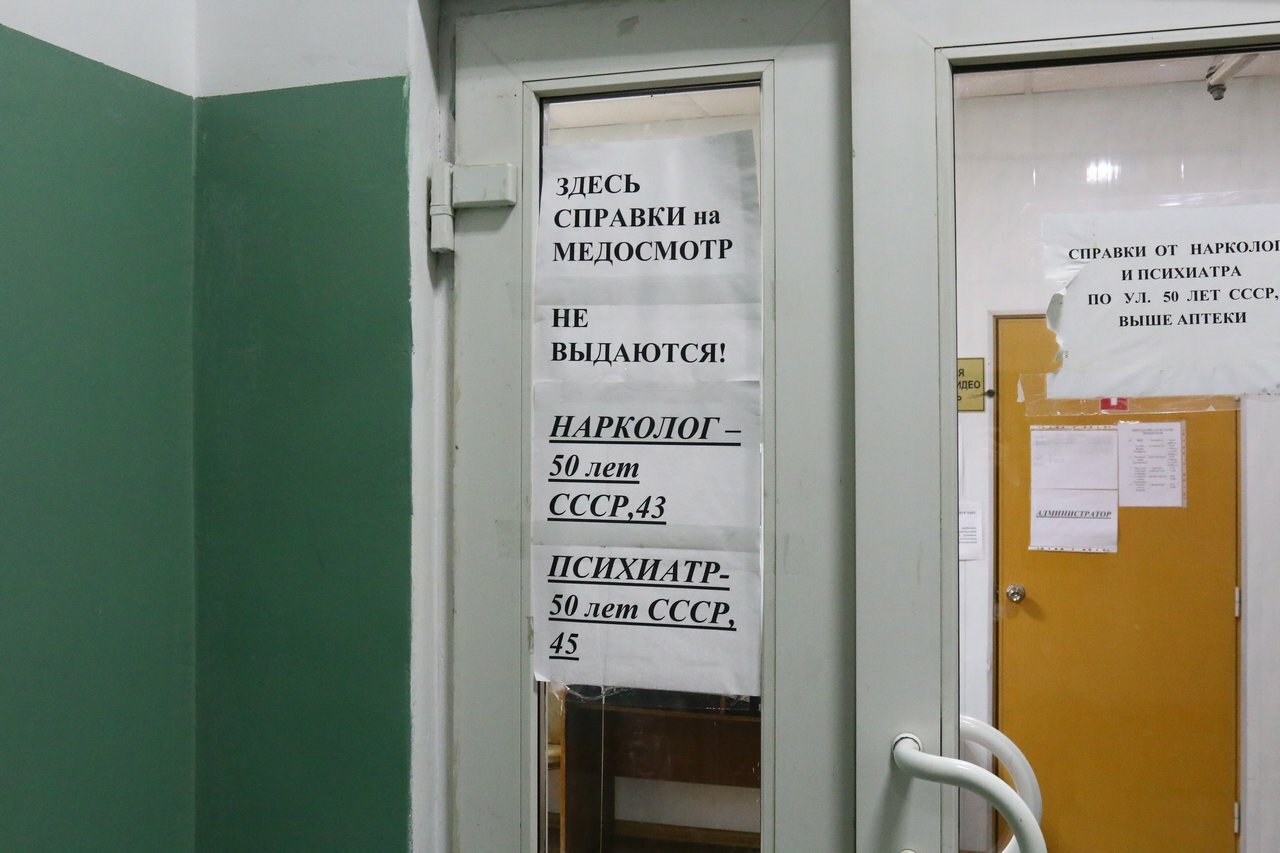 ЗДЕСЬ
СПРАВКИ на
МЕДОСМОТР
НЕ
ВЫДАЮТСЯ!
НАРКОЛОГ –
50 лет
СССР,43
ПСИХИАТР-
50 лет СССР,
45
СПРАВКИ ОТ НАРКОЛОГ
И ПСИХИАТРА
ПО УЛ. 50 ЛЕТ СССР,
ВЫШЕ АПТЕКИ
АДМИНИСТРАТОР